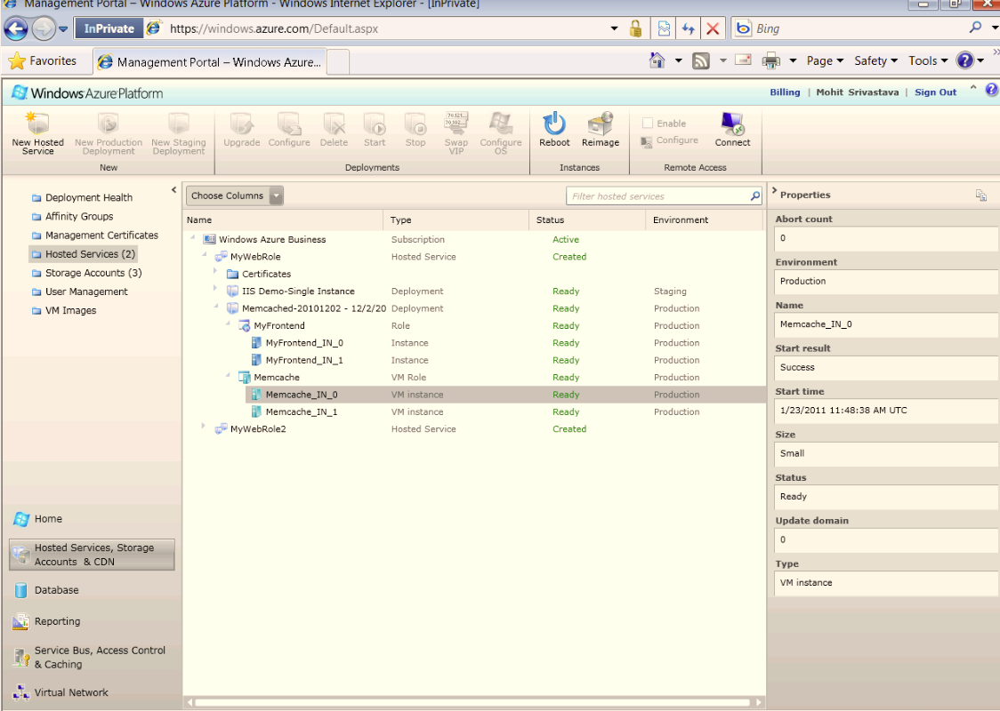 Management Portal – Windows Azure Platform - Windows Internet Explorer - [InPrivate]
InPrivate https://windows.azure.com/Default.aspx Bing
Favorites Management Portal – Windows Azure... Page Safety Tools
Windows Azure Platform Billing | Mohit Srivastava | Sign Out
New Hosted Service
New Production Deployment
New Staging Deployment
New
Upgrade
Configure
Delete
Start
Stop
Swap VIP
Configure OS
Deployments
Reboot
Reimage
Instances
Enable
Configure
Connect
Remote Access
Deployment Health
Affinity Groups
Management Certificates
Hosted Services (2)
Storage Accounts (3)
User Management
VM Images
Home
Hosted Services, Storage
Accounts & CDN
Database
Reporting
Service Bus, Access Control
& Caching
Virtual Network
Choose Columns Filter hosted services
Name Type Status Environment
Windows Azure Business Subscription Active
MyWebRole Hosted Service Created
Certificates
IIS Demo-Single Instance Deployment Ready Staging
Memcached-20101202 - 12/2/20 Deployment Ready Production
MyFrontend Role Ready Production
MyFrontend_IN_0 Instance Ready Production
MyFrontend_IN_1 Instance Ready Production
Memcache VM Role Ready Production
Memcache_IN_0 VM instance Ready Production
Memcache_IN_1 VM instance Ready Production
MyWebRole2 Hosted Service Created
Properties
Abort count
0
Environment
Production
Name
Memcache_IN_0
Start result
Success
Start time
1/23/2011 11:48:38 AM UTC
Size
Small
Status
Ready
Update domain
0
Type
VM instance